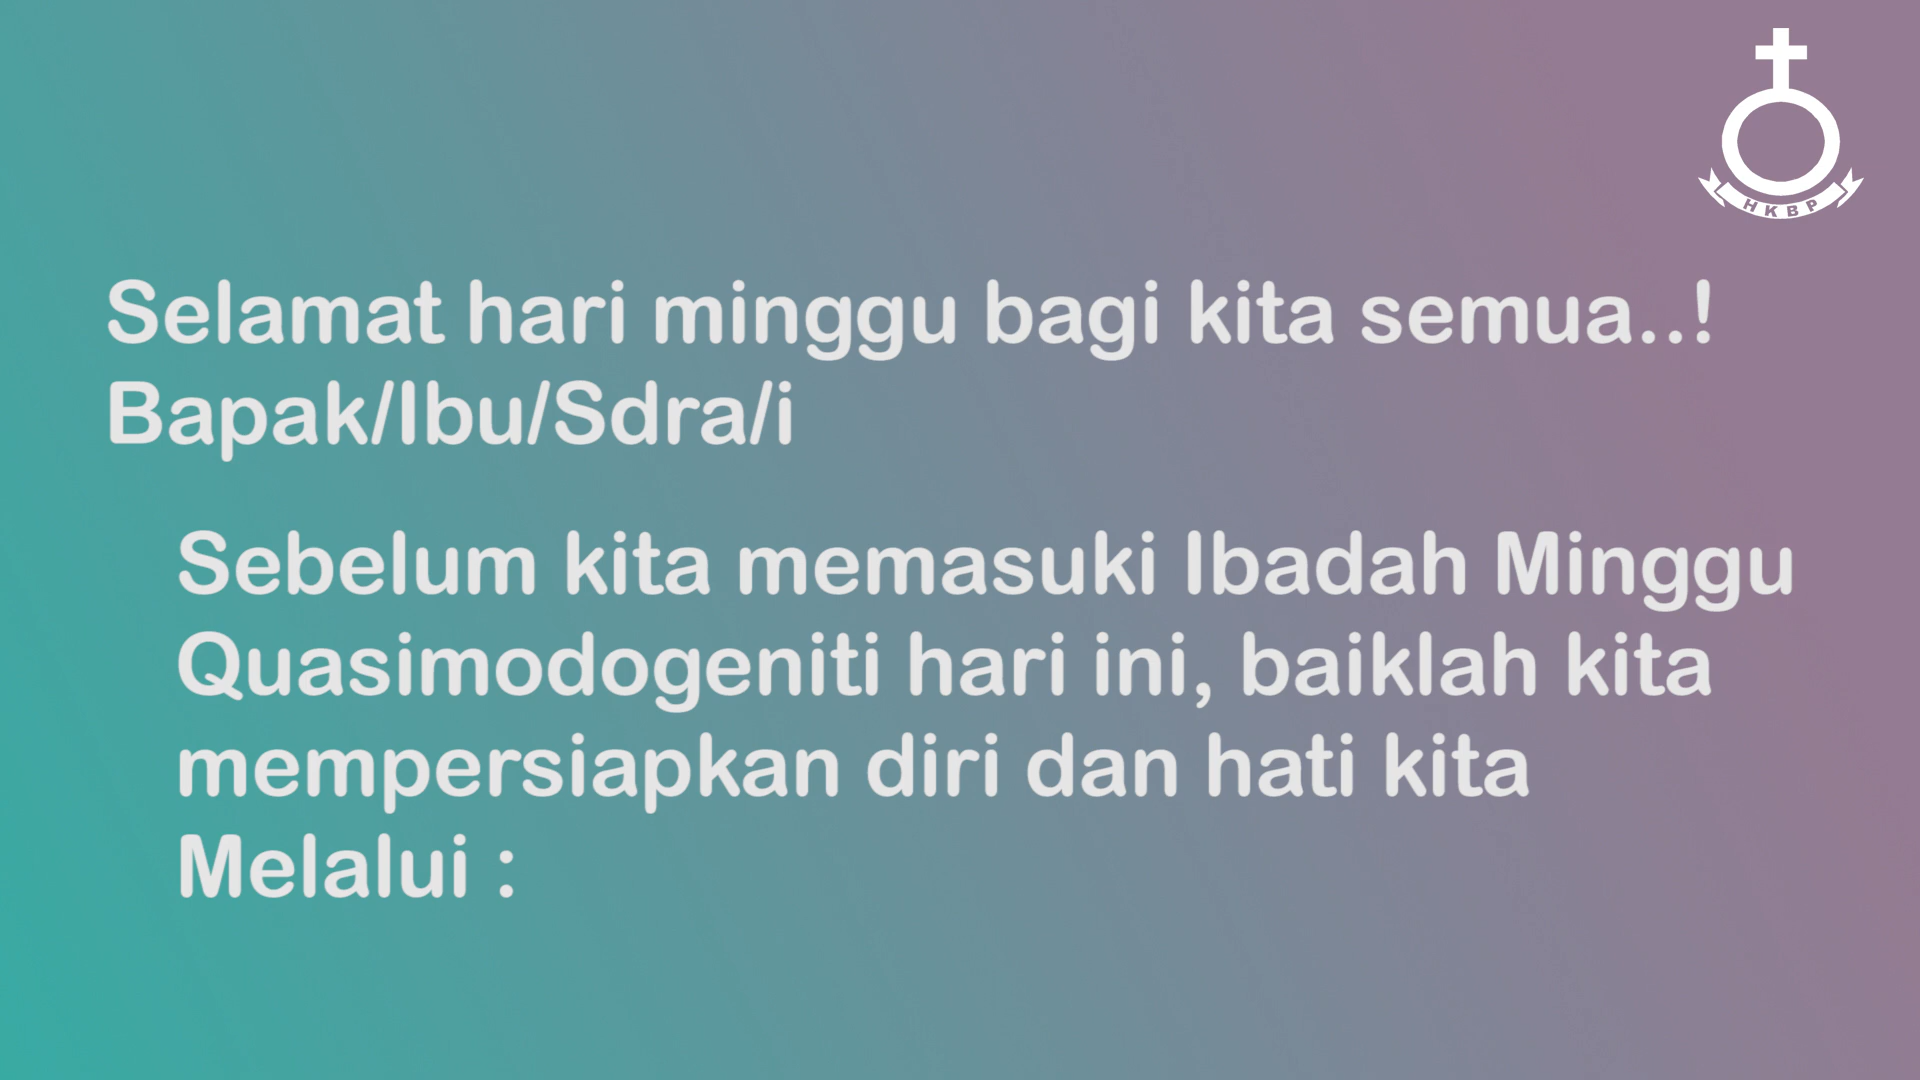 HKBP
Selamat hari minggu bagi kita semua..!
Bapak/Ibu/Sdra/i
Sebelum kita memasuki Ibadah Minggu
Quasimodogeniti hari ini, baiklah kita
mempersiapkan diri dan hati kita
Melalui :